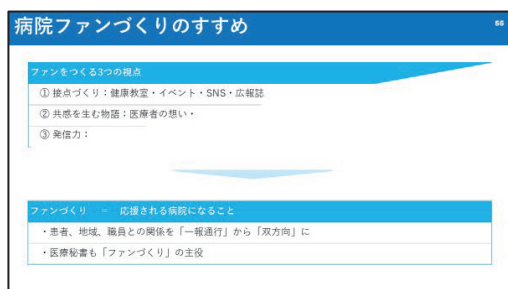 病院ファンづくりのすすめ
55
ファンをつくる3つの視点
① 接点づくり：健康教室・イベント・SNS・広報誌
② 共感を生む物語：医療者の想い・
③ 発信力：
ファンづくり ＝ 応援される病院になること
・患者、地域、職員との関係を「一報通行」から「双方向」に
・医療秘書も「ファンづくり」の主役